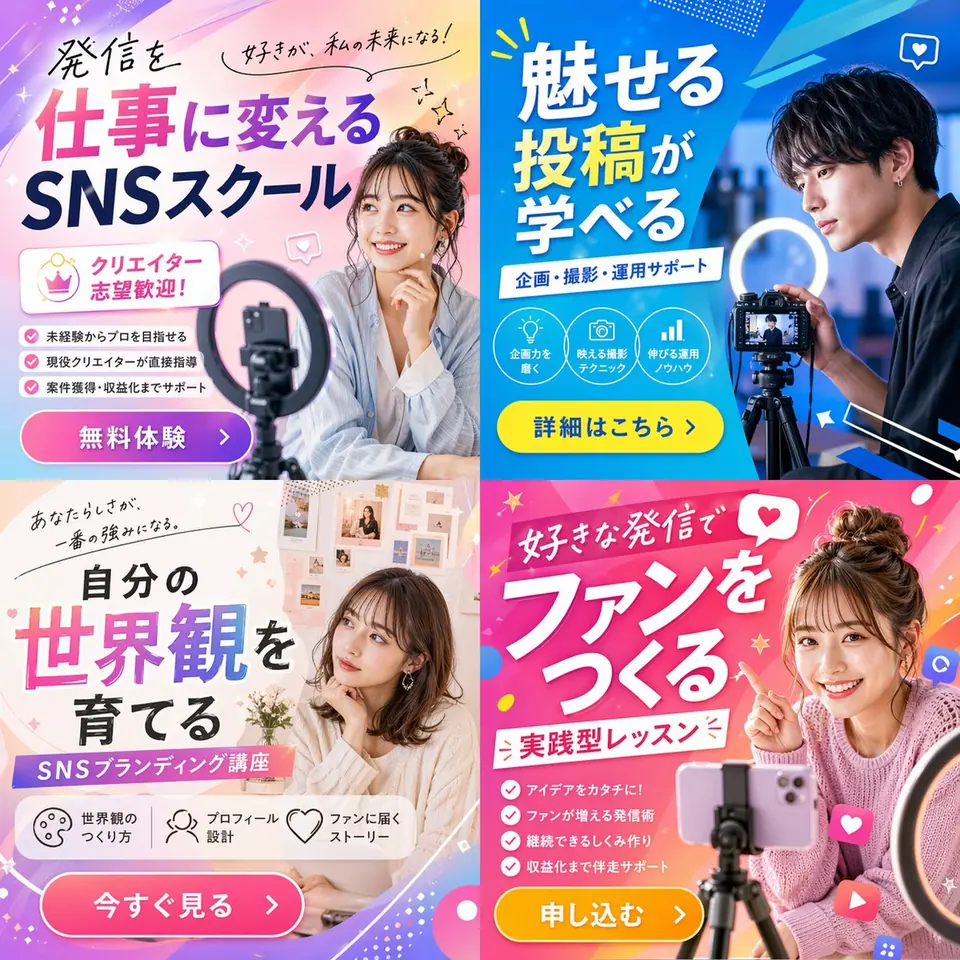 発信を
好きが、私の未来になる!
仕事に変える
SNSスクール
クリエイター
志望歓迎!
未経験からプロを目指せる
現役クリエイターが直接指導
案件獲得・収益化までサポート
無料体験
魅せる
投稿が
学べる
企画・撮影・運用サポート
企画力を
磨く
映える撮影
テクニック
伸びる運用
ノウハウ
詳細はこちら
あなたらしさが、
一番の強みになる。
自分の
世界観を
育てる
SNSブランディング講座
世界観の
つくり方
プロフィール
設計
ファンに届く
ストーリー
今すぐ見る
好きな発信で
ファンを
つくる
実践型レッスン
アイデアをカタチに!
ファンが増える発信術
継続できるしくみ作り
収益化まで伴走サポート
申し込む